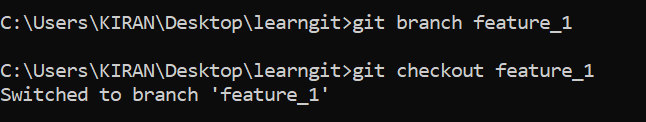 C:\Users\KIRAN\Desktop\learngit>git branch feature_1
C:\Users\KIRAN\Desktop\learngit>git checkout feature_1
Switched to branch 'feature_1'